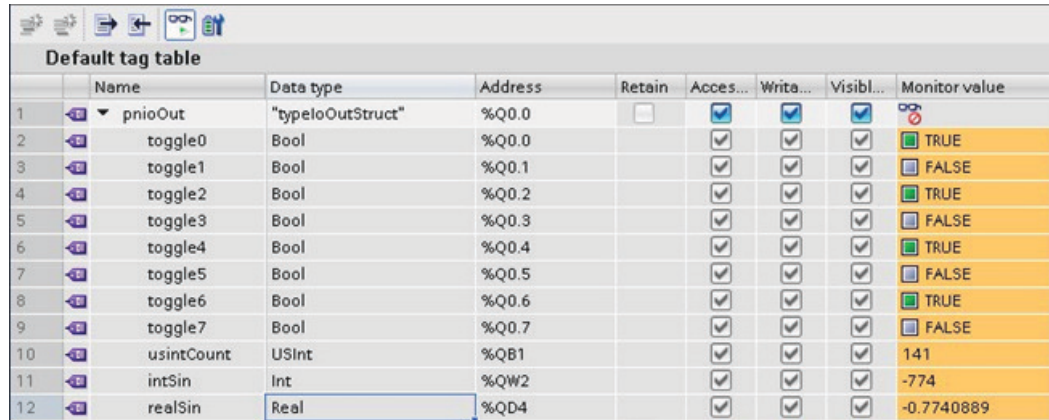 Default tag table
Name Data type Address Retain Acces... Writa... Visibl... Monitor value
1 pnioOut "typeIoOutStruct" %Q0.0
2 toggle0 Bool %Q0.0 TRUE
3 toggle1 Bool %Q0.1 FALSE
4 toggle2 Bool %Q0.2 TRUE
5 toggle3 Bool %Q0.3 FALSE
6 toggle4 Bool %Q0.4 TRUE
7 toggle5 Bool %Q0.5 FALSE
8 toggle6 Bool %Q0.6 TRUE
9 toggle7 Bool %Q0.7 FALSE
10 usintCount USInt %QB1 141
11 intSin Int %QW2 -774
12 realSin Real %QD4 -0.7740889